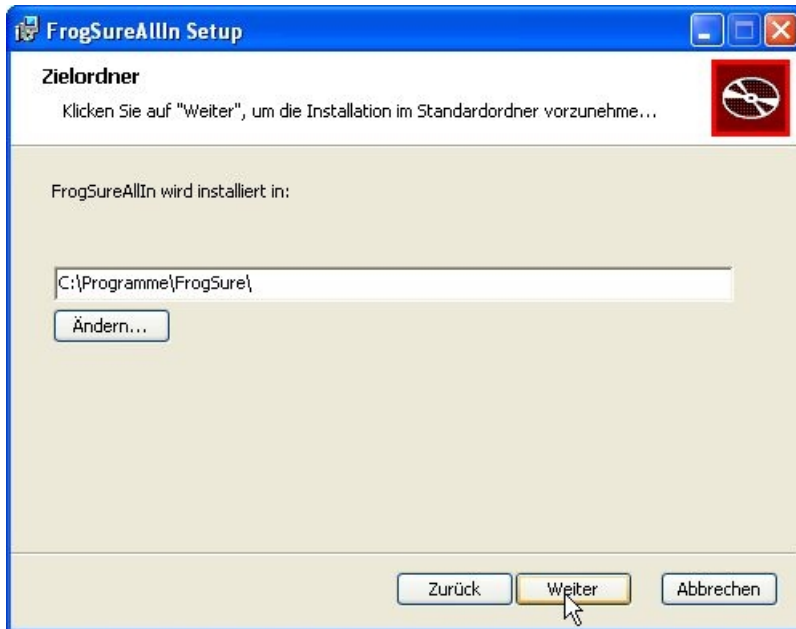 FrogSureAllIn Setup
Zielordner
Klicken Sie auf "Weiter", um die Installation im Standardordner vorzunehme...
FrogSureAllIn wird installiert in:
C:\Programme\FrogSure\
Ändern...
Zurück Weiter Abbrechen